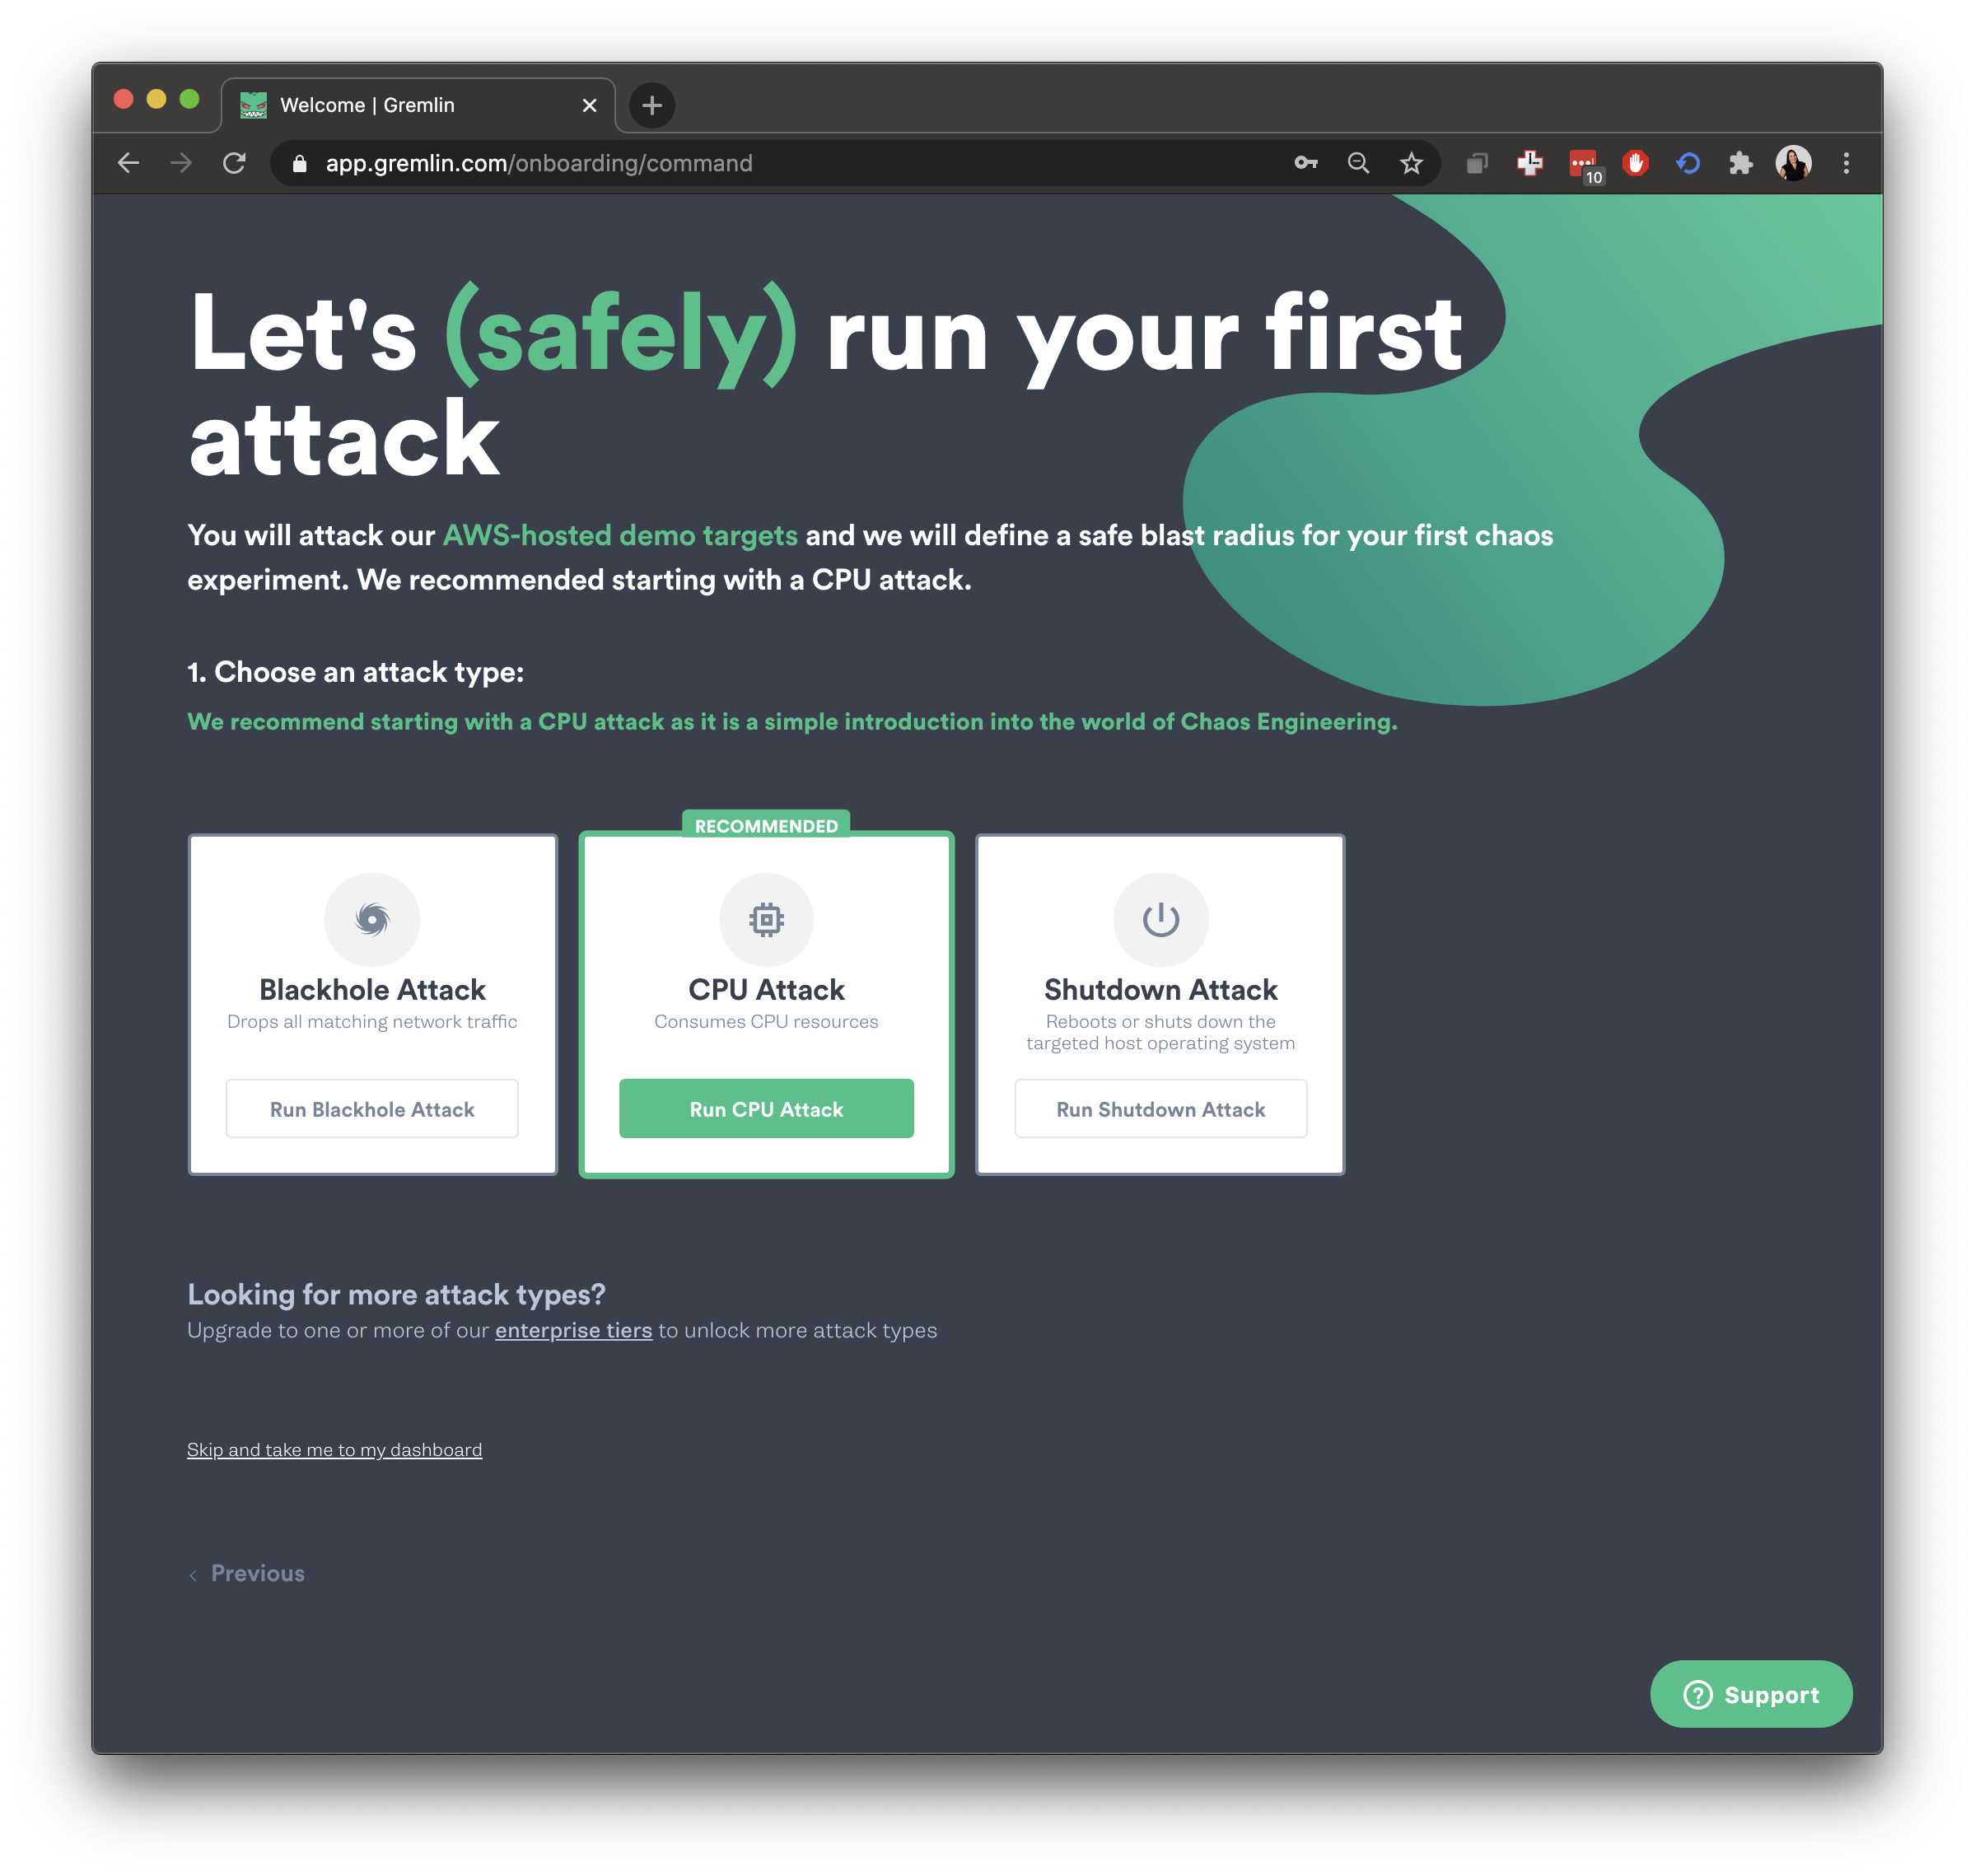 Welcome | Gremlin
app.gremlin.com/onboarding/command
10
Let's (safely) run your first
attack
You will attack our AWS-hosted demo targets and we will define a safe blast radius for your first chaos
experiment. We recommended starting with a CPU attack.
1. Choose an attack type:
We recommend starting with a CPU attack as it is a simple introduction into the world of Chaos Engineering.
RECOMMENDED
Blackhole Attack
Drops all matching network traffic
Run Blackhole Attack
CPU Attack
Consumes CPU resources
Run CPU Attack
Shutdown Attack
Reboots or shuts down the
targeted host operating system
Run Shutdown Attack
Looking for more attack types?
Upgrade to one or more of our enterprise tiers to unlock more attack types
Skip and take me to my dashboard
Previous
Support